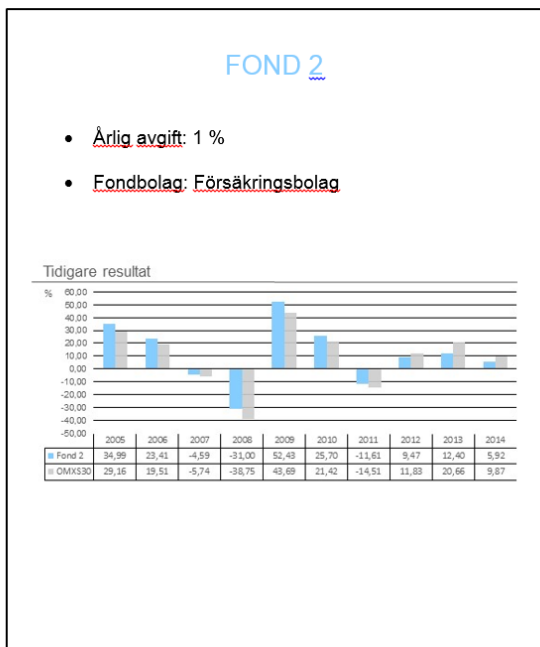 FOND 2
• Årlig avgift: 1 %
• Fondbolag: Försäkringsbolag
Tidigare resultat
%
60,00
50,00
40,00
30,00
20,00
10,00
0,00
-10,00
-20,00
-30,00
-40,00
-50,00
2005 2006 2007 2008 2009 2010 2011 2012 2013 2014
Fond 2 34,99 23,41 -4,59 -31,00 52,43 25,70 -11,61 9,47 12,40 5,92
OMXS30 29,16 19,51 -5,74 -38,75 43,69 21,42 -14,51 11,83 20,66 9,87